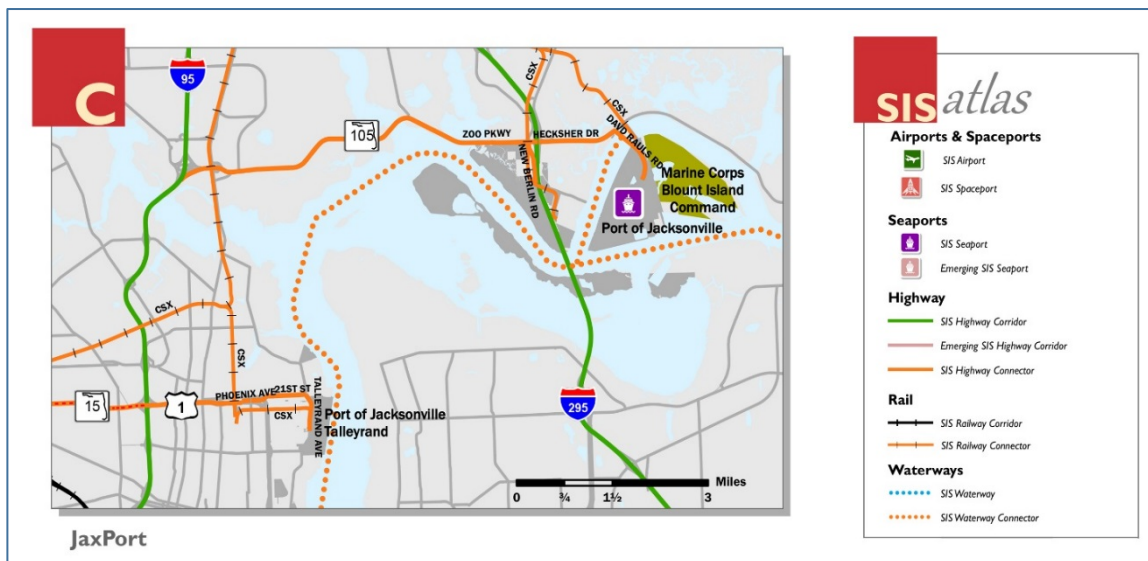 C
95
105
CSX
CSX
ZOO PKWY
HECKSHER DR
DAVD RAULS RD
NEW BERLIN RD
Marine Corps
Blount Island
Command
Port of Jacksonville
CSX
CSX
15
1
PHOENIX AVE
21ST ST
CSX
TALLEYRAND AVE
Port of Jacksonville
Talleyrand
295
0 ¾ 1½ 3 Miles
JaxPort
SIS atlas
Airports & Spaceports
SIS Airport
SIS Spaceport
Seaports
SIS Seaport
Emerging SIS Seaport
Highway
SIS Highway Corridor
Emerging SIS Highway Corridor
SIS Highway Connector
Rail
SIS Railway Corridor
SIS Railway Connector
Waterways
SIS Waterway
SIS Waterway Connector